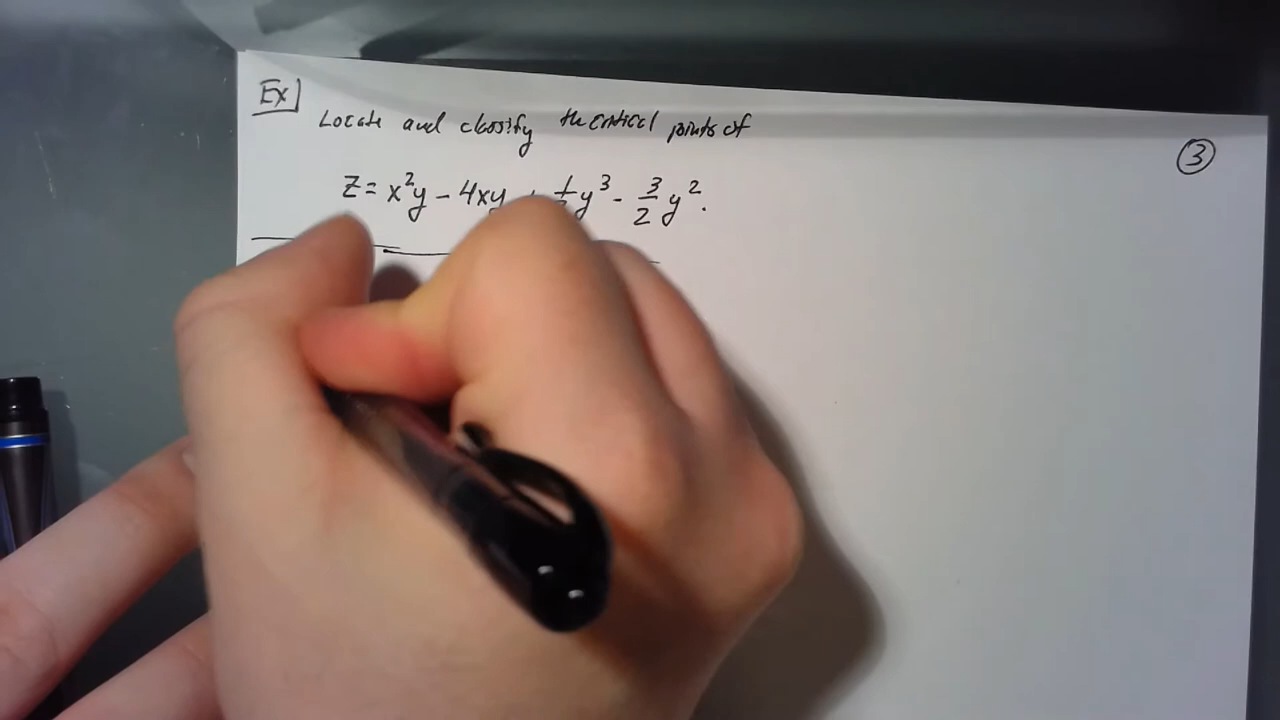 Ex
Locate and classify the critical points of
③
z = x²y - 4xy + y³ - 3/2 y².